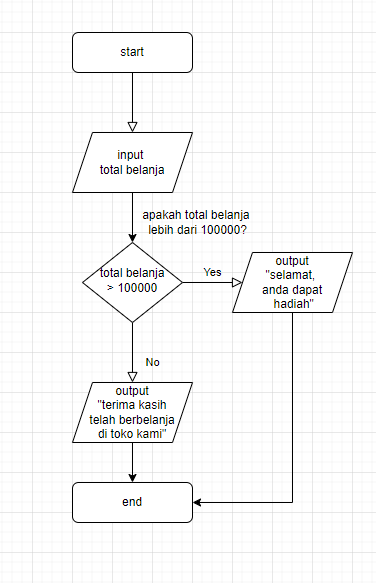 start
input
total belanja
apakah total belanja
lebih dari 100000?
total belanja
> 100000
Yes
output
"selamat,
anda dapat
hadiah"
No
output
"terima kasih
telah berbelanja
di toko kami"
end